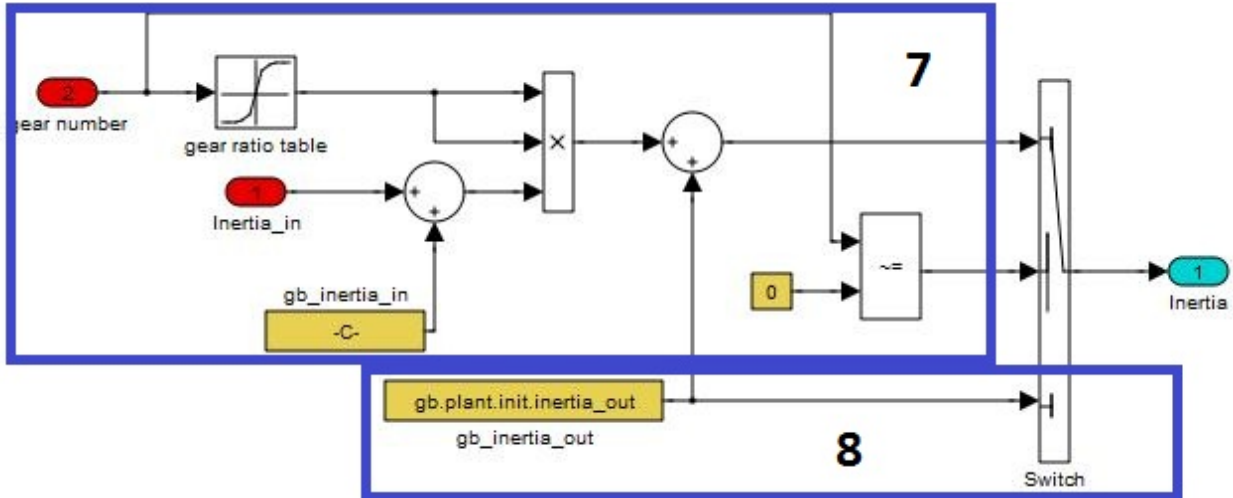 7
2
gear number
gear ratio table
×
+
+
1
Inertia_in
+
+
gb_inertia_in
-C-
0
~=
1
Inertia
gb.plant.init.inertia_out
gb_inertia_out
8
Switch